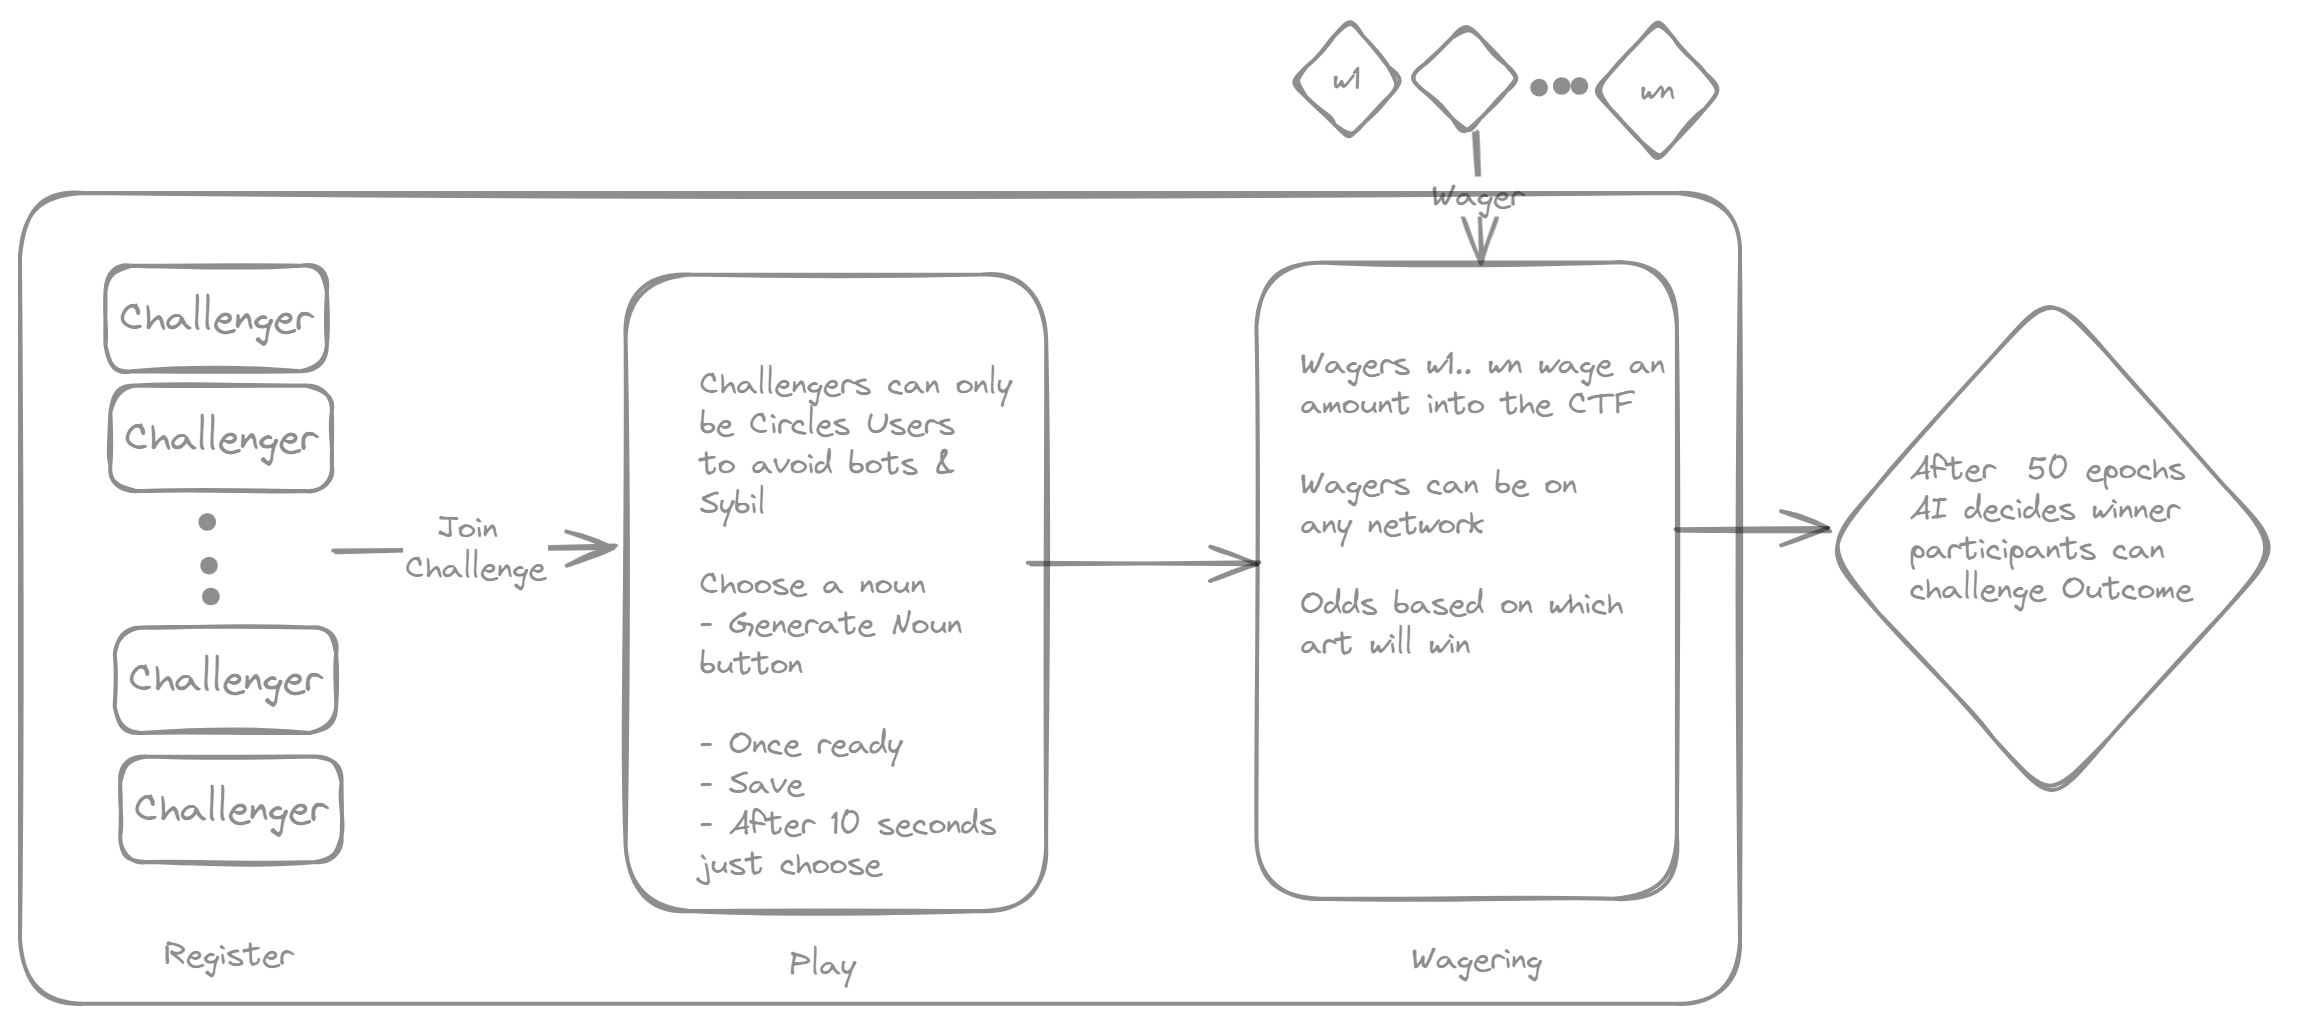 w1
wn
Wager
Challenger
Challenger
Challenger
Challenger
Join
Challenge
Challengers can only
be Circles Users
to avoid bots &
Sybil
Choose a noun
- Generate Noun
button
- Once ready
- Save
- After 10 seconds
just choose
Wagers w1.. wn wage an
amount into the CTF
Wagers can be on
any network
Odds based on which
art will win
After 50 epochs
AI decides winner
participants can
challenge Outcome
Register
Play
Wagering